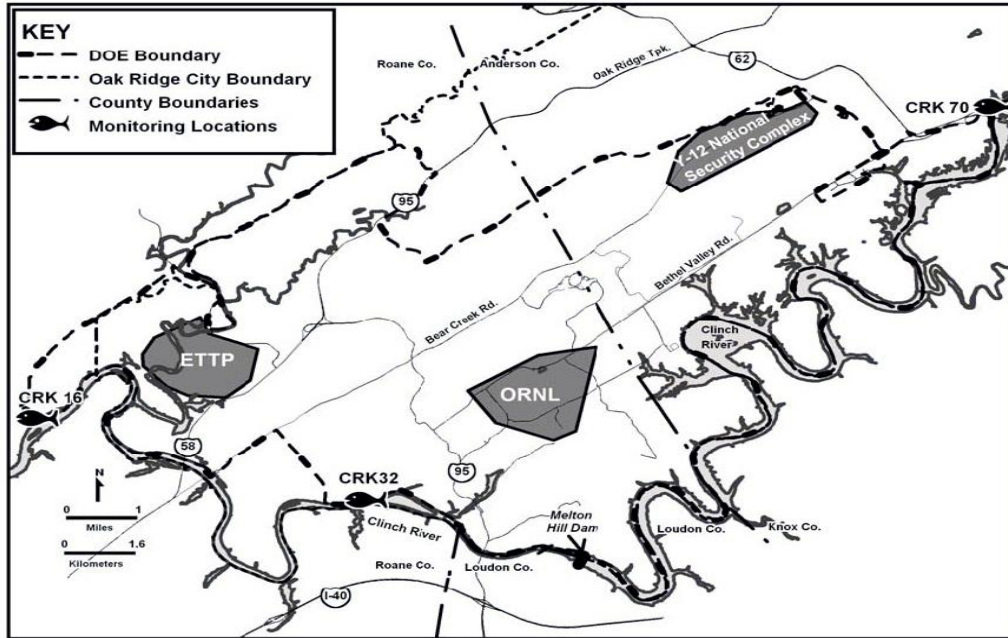 KEY
DOE Boundary
Oak Ridge City Boundary
County Boundaries
Monitoring Locations
Roane Co.
Anderson Co.
Oak Ridge Tpk.
62
CRK 70
Y-12 National
Security Complex
95
Bethel Valley Rd.
Bear Creek Rd.
Clinch
River
ETTP
ORNL
CRK 16
58
95
N
0 1
Miles
0 1.6
Kilometers
CRK32
Clinch River
Melton
Hill Dam
Loudon Co.
Knox Co.
Roane Co.
Loudon Co.
I-40